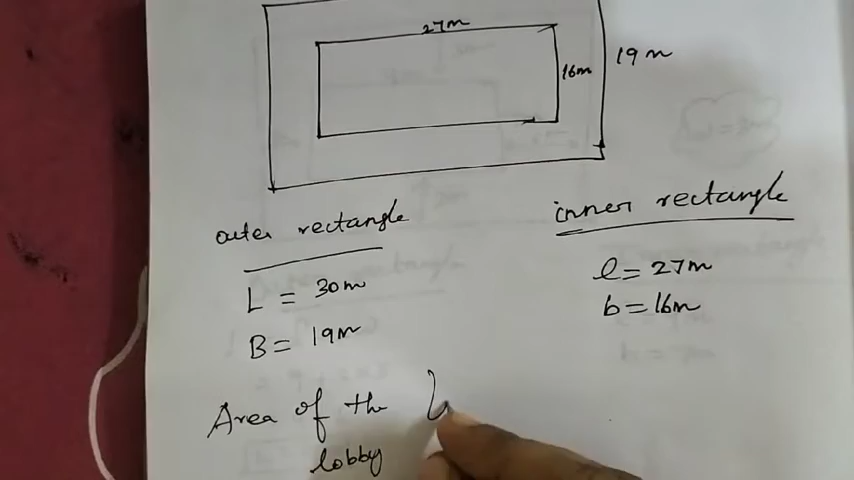 27m
16m
19m
outer rectangle
inner rectangle
L = 30m
l = 27m
B = 19m
b = 16m
Area of the
lobby